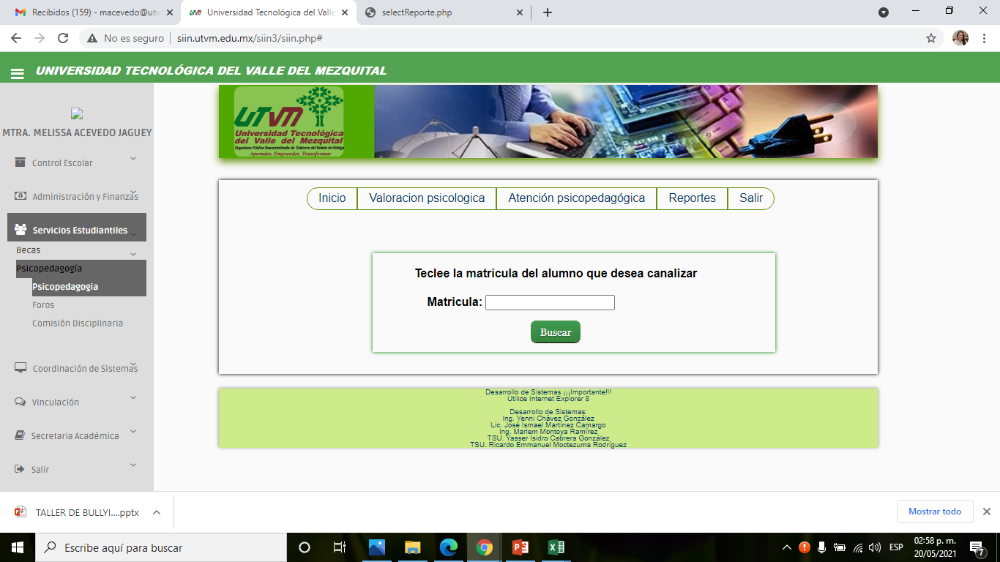 Recibidos (159) - macevedo@utv
Universidad Tecnológica del Valle
selectReporte.php
No es seguro
siin.utvm.edu.mx/siin3/siin.php#
UNIVERSIDAD TECNOLÓGICA DEL VALLE DEL MEZQUITAL
MTRA. MELISSA ACEVEDO JAGUEY
Control Escolar
Administración y Finanzas
Servicios Estudiantiles
Becas
Psicopedagogía
Psicopedagogia
Foros
Comisión Disciplinaria
Coordinación de Sistemas
Vinculación
Secretaria Académica
Salir
UTVM
Universidad Tecnológica
del Valle del Mezquital
Organismo Público Descentralizado de Gobierno del Estado de Hidalgo
Aprender, Emprender, Transformar
Inicio
Valoracion psicologica
Atención psicopedagógica
Reportes
Salir
Teclee la matrícula del alumno que desea canalizar
Matricula:
Buscar
Desarrollo de Sistemas ¡¡¡Importante!!!
Utilice Internet Explorer 8
Desarrollo de Sistemas:
Ing. Yenni Chávez González
Lic. José Ismael Martínez Camargo
Ing. Marlem Montoya Ramírez
TSU. Yasser Isidro Cabrera González
TSU. Ricardo Emmanuel Moctezuma Rodríguez
TALLER DE BULLYI....pptx
Mostrar todo
Escribe aquí para buscar
ESP
02:58 p. m.
20/05/2021
7